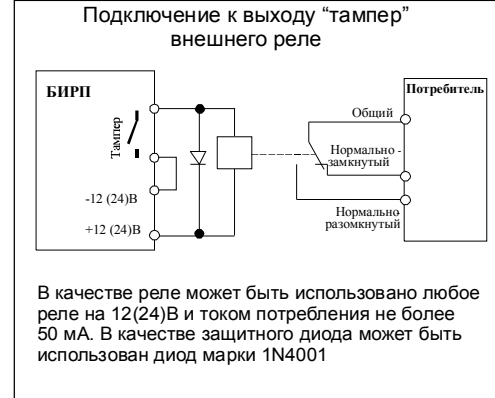 Подключение к выходу “тампер”
внешнего реле
БИРП
Потребитель
Общий
Тампер
Нормально -
замкнутый
-12 (24)В
Нормально
разомкнутый
+12 (24)В
В качестве реле может быть использовано любое
реле на 12(24)В и током потребления не более
50 мА. В качестве защитного диода может быть
использован диод марки 1N4001